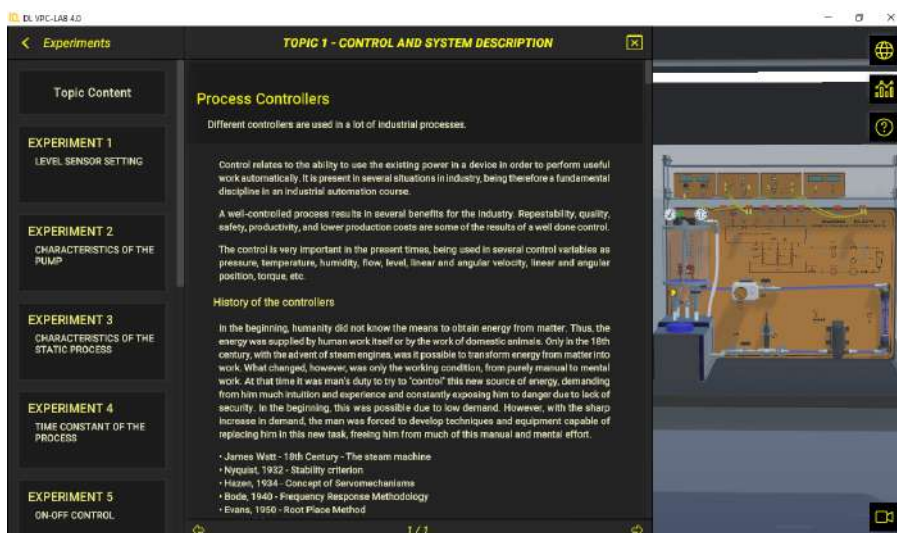 DL VPC-LAB 4.0
Experiments
TOPIC 1 - CONTROL AND SYSTEM DESCRIPTION
Topic Content
EXPERIMENT 1
LEVEL SENSOR SETTING
EXPERIMENT 2
CHARACTERISTICS OF THE
PUMP
EXPERIMENT 3
CHARACTERISTICS OF THE
STATIC PROCESS
EXPERIMENT 4
TIME CONSTANT OF THE
PROCESS
EXPERIMENT 5
ON-OFF CONTROL
Process Controllers
Different controllers are used in a lot of industrial processes.
Control relates to the ability to use the existing power in a device in order to perform useful
work automatically. It is present in several situations in industry, being therefore a fundamental
discipline in an industrial automation course.
A well-controlled process results in several benefits for the industry. Repeatability, quality,
safety, productivity, and lower production costs are some of the results of a well done control.
The control is very important in the present times, being used in several control variables as
pressure, temperature, humidity, flow, level, linear and angular velocity, linear and angular
position, torque, etc.
History of the controllers
In the beginning, humanity did not know the means to obtain energy from matter. Thus, the
energy was supplied by human work itself or by the work of domestic animals. Only in the 18th
century, with the advent of steam engines, was it possible to transform energy from matter into
work. What changed, however, was only the working condition, from purely manual to mental
work. At that time it was man's duty to try to "control" this new source of energy, demanding
from him much intuition and experience and constantly exposing him to danger due to lack of
security. In the beginning, this was possible due to low demand. However, with the sharp
increase in demand, the man was forced to develop techniques and equipment capable of
replacing him in this new task, freeing him from much of this manual and mental effort.
• James Watt - 18th Century - The steam machine
• Nyquist, 1932 - Stability criterion
• Hazen, 1934 - Concept of Servomechanisms
• Bode, 1940 - Frequency Response Methodology
• Evans, 1950 - Root Place Method
1/1